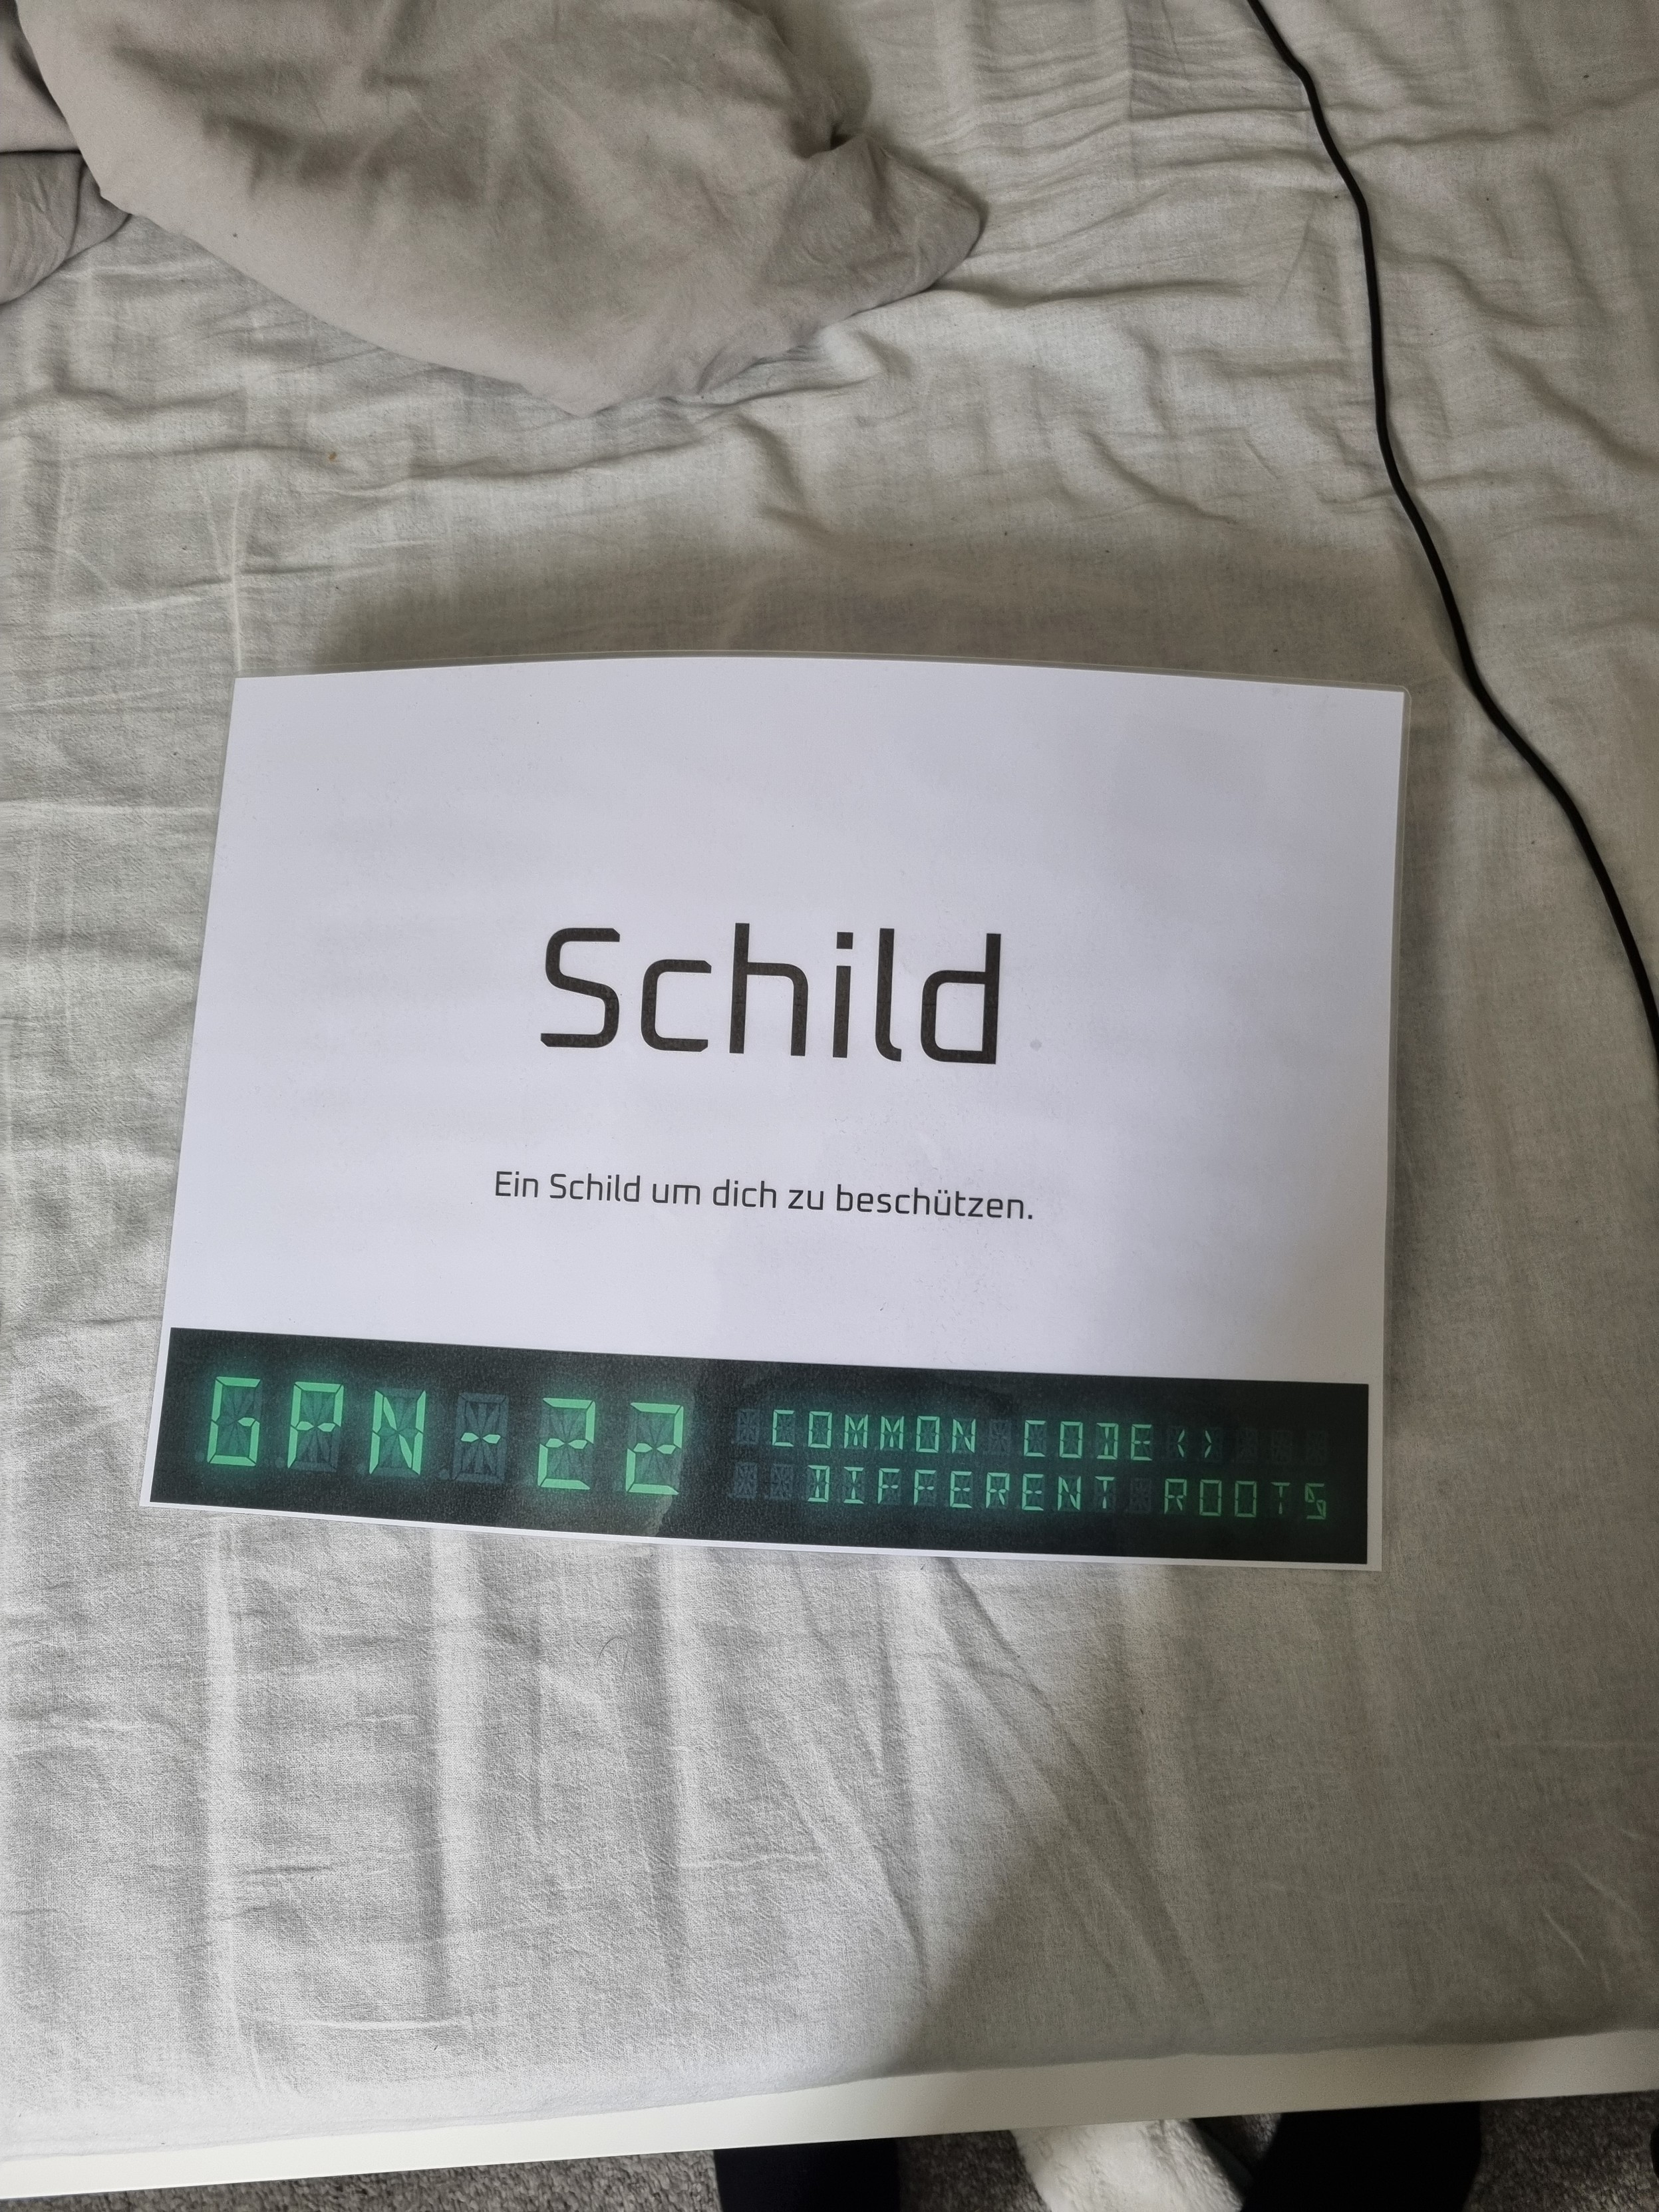 Schild
Ein Schild um dich zu beschützen.
GPN-22
COMMON CODE<>
DIFFERENT ROOTS